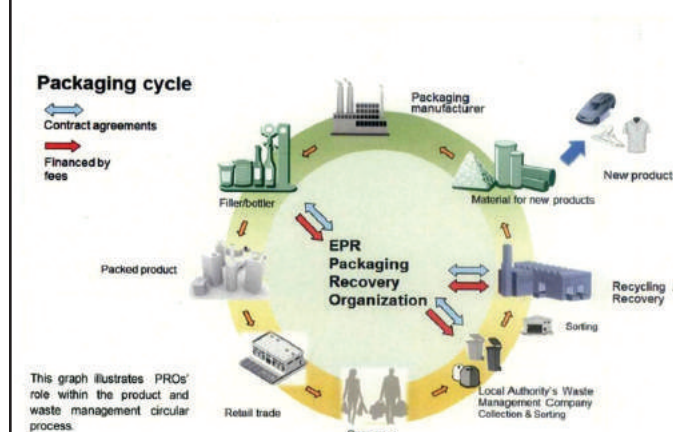 Packaging cycle
Contract agreements
Financed by
fees
Packaging
manufacturer
New product
Material for new products
Filler/bottler
EPR
Packaging
Recovery
Organization
Packed product
Recycling
Recovery
Sorting
Local Authority's Waste
Management Company
Collection & Sorting
Retail trade
This graph illustrates PROs'
role within the product and
waste management circular
process.